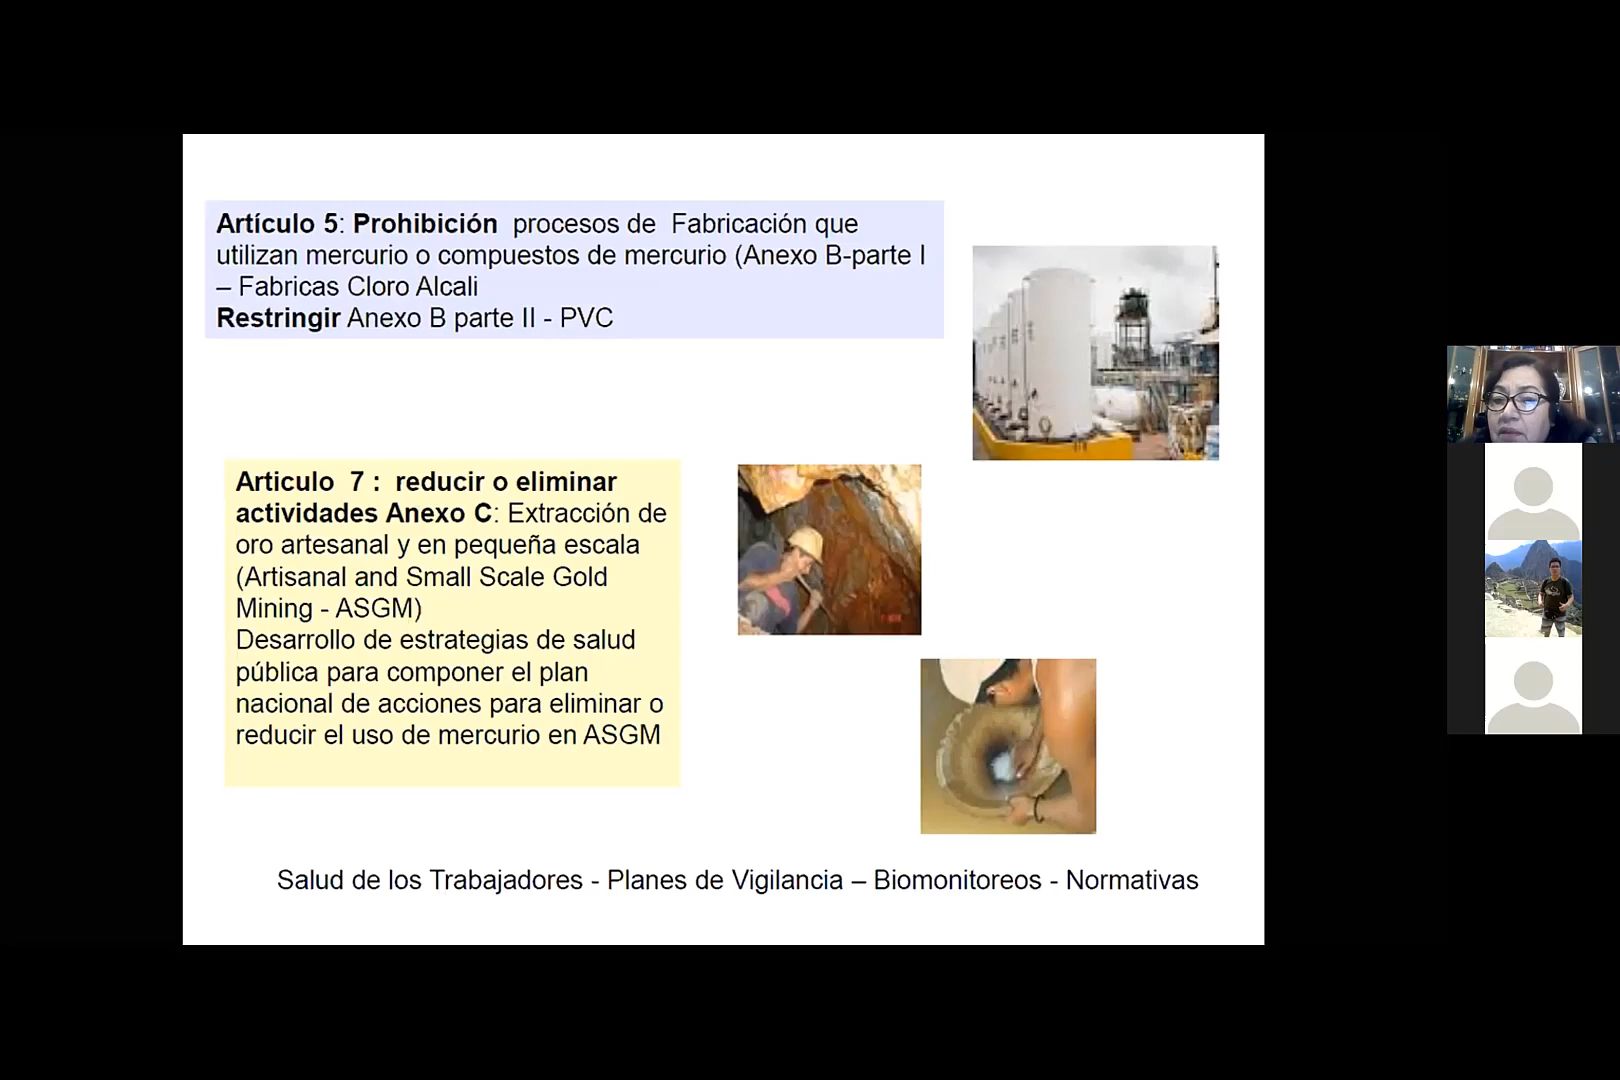 Artículo 5: Prohibición procesos de Fabricación que
utilizan mercurio o compuestos de mercurio (Anexo B-parte I
– Fabricas Cloro Alcali
Restringir Anexo B parte II - PVC
Articulo 7 : reducir o eliminar
actividades Anexo C: Extracción de
oro artesanal y en pequeña escala
(Artisanal and Small Scale Gold
Mining - ASGM)
Desarrollo de estrategias de salud
pública para componer el plan
nacional de acciones para eliminar o
reducir el uso de mercurio en ASGM
Salud de los Trabajadores - Planes de Vigilancia – Biomonitoreos - Normativas